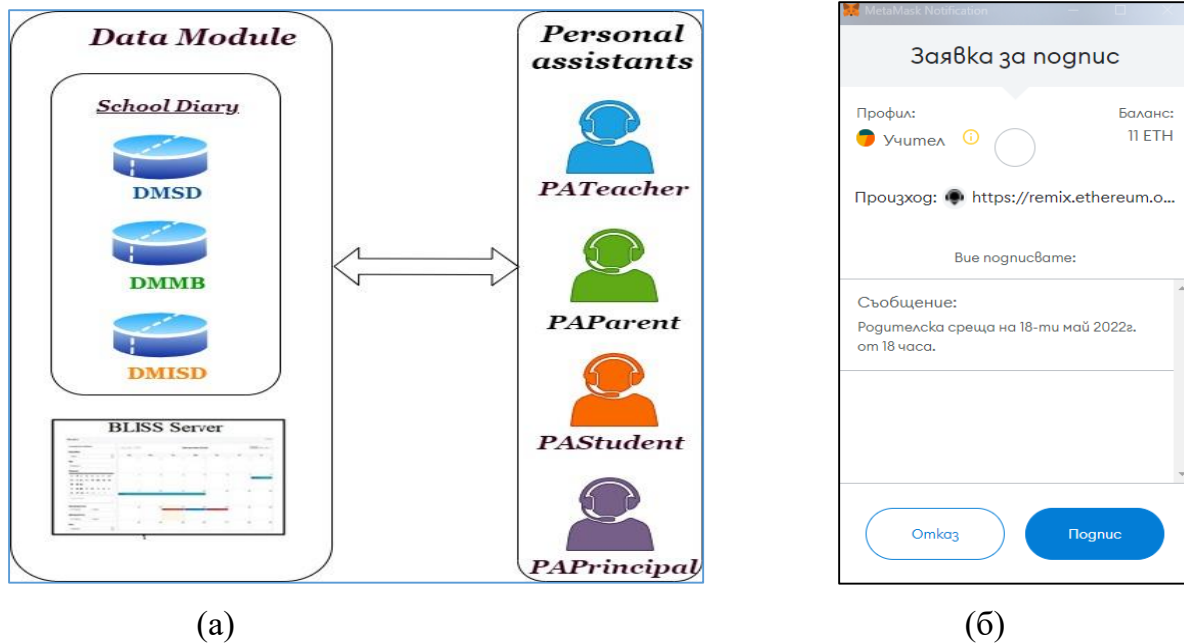 Data Module
School Diary
DMSD
DMMB
DMISD
BLISS Server
Personal
assistants
PATeacher
PAParent
PAStudent
PAPrincipal
(а)
MetaMask Notification
Заявка за подпис
Профил:
Баланс:
Учител
11 ETH
Произход: https://remix.ethereum.o...
Вие подписвате:
Съобщение:
Родителска среща на 18-ти май 2022г.
от 18 часа.
Отказ
Подпис
(б)